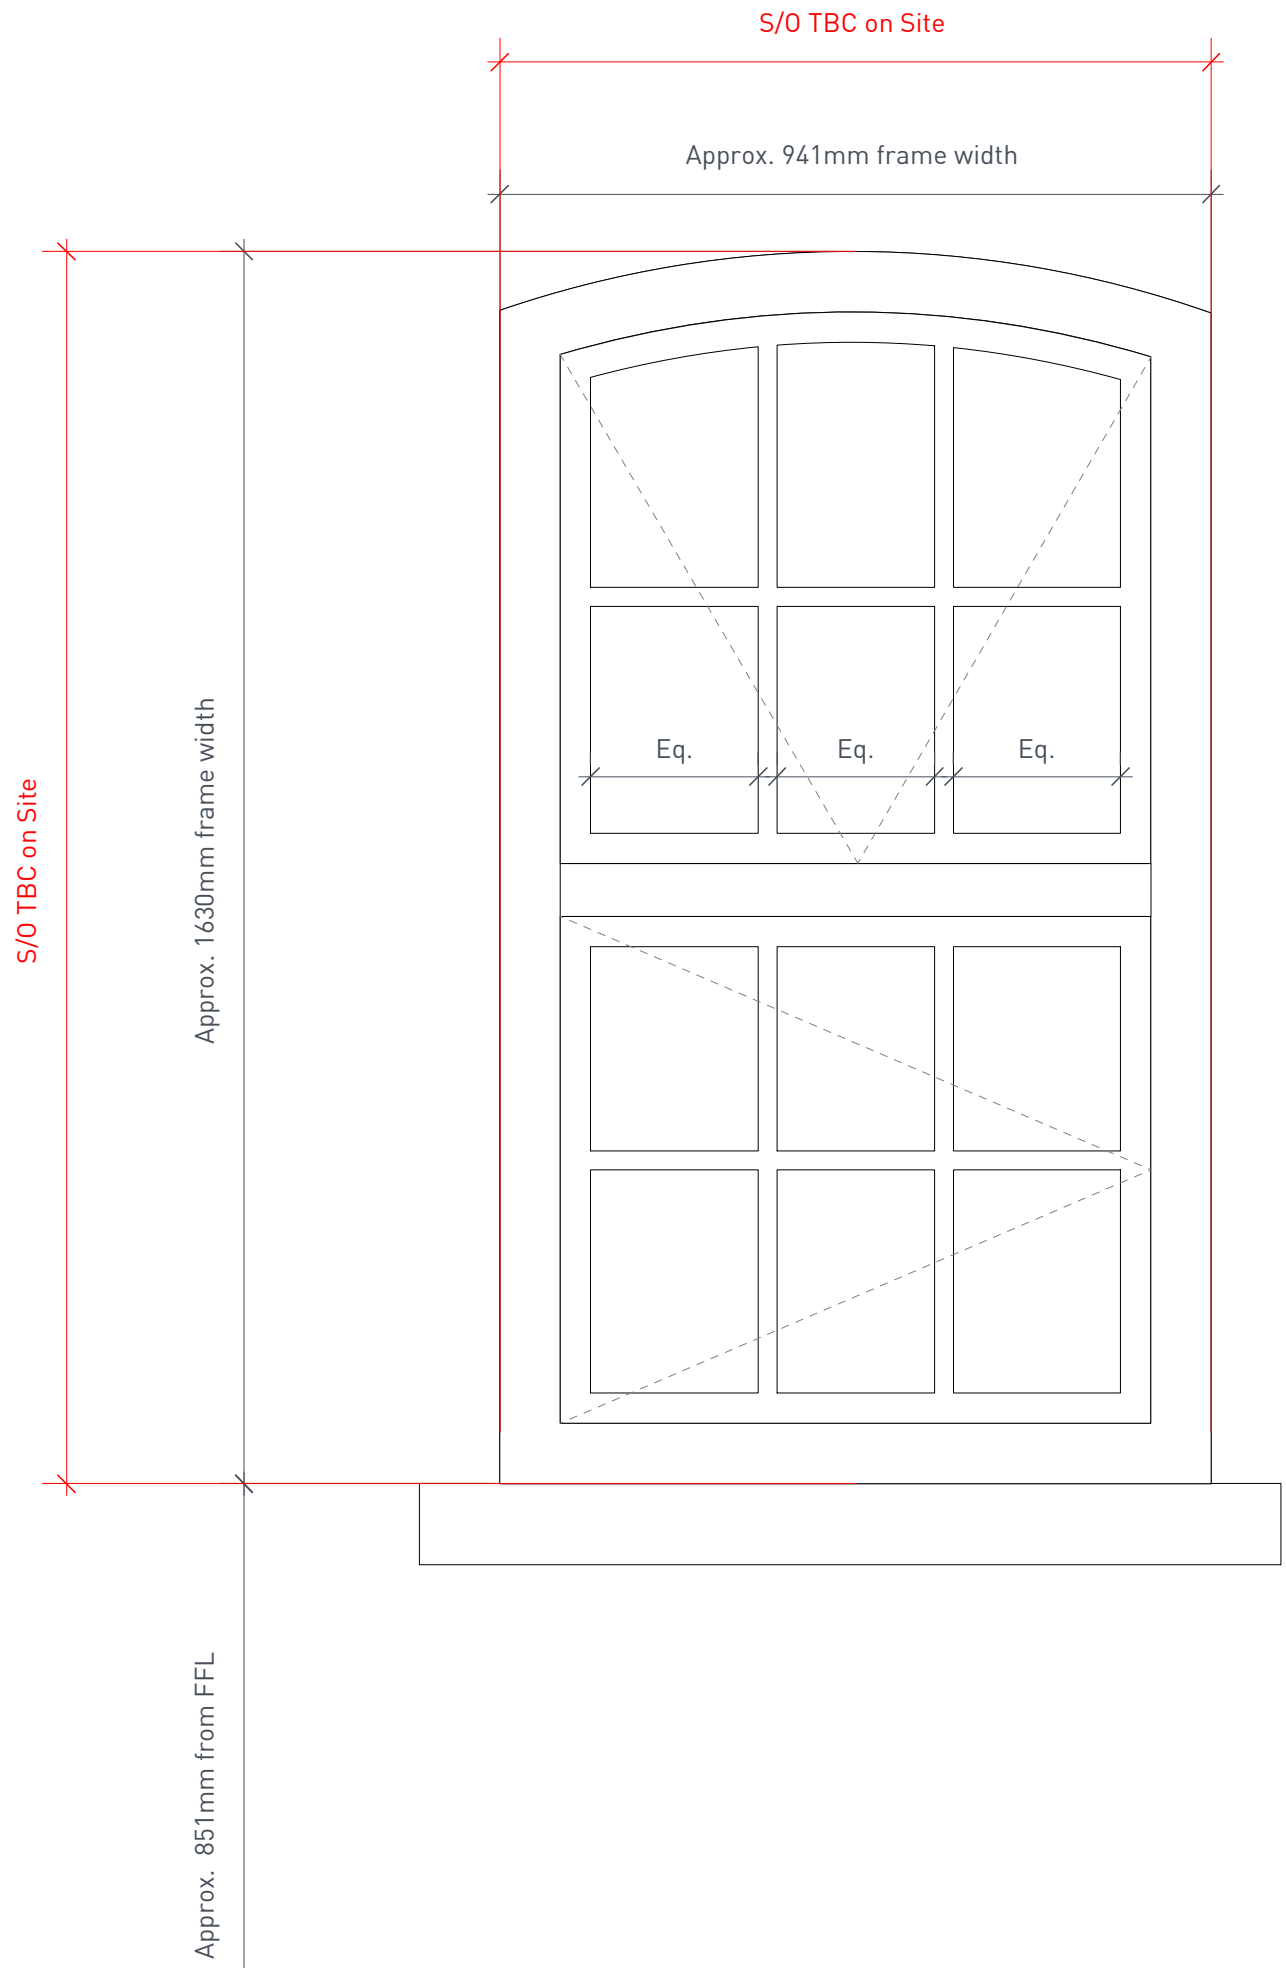 S/O TBC on Site
Approx. 941mm frame width
S/O TBC on Site
Approx. 1630mm frame width
Eq.
Eq.
Eq.
Approx. 851mm from FFL